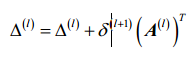 Δ^{(l)} = Δ^{(l)} + δ^{(l+1)} (A^{(l)})^T